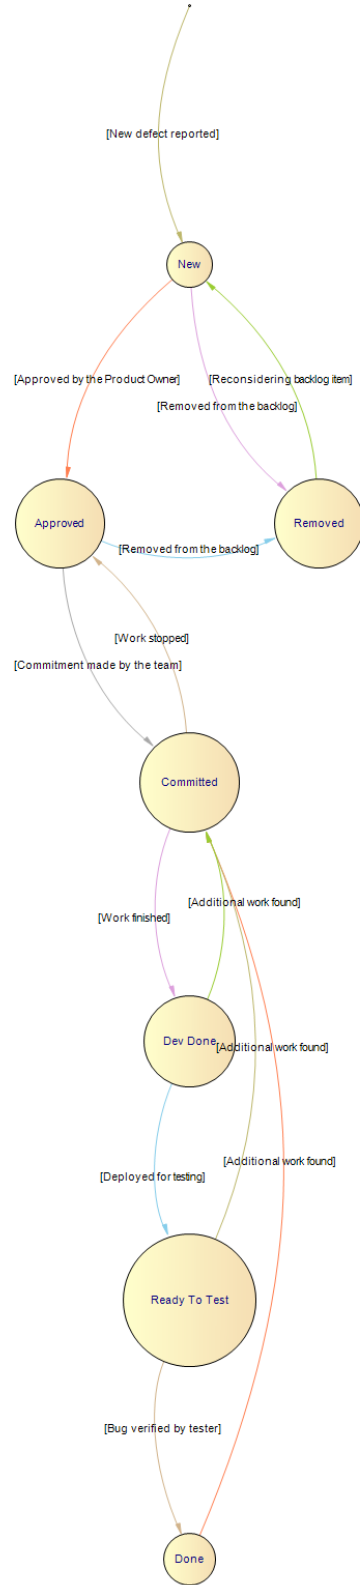 [New defect reported]
New
[Approved by the Product Owner]
[Reconsidering backlog item]
[Removed from the backlog]
Approved
Removed
[Removed from the backlog]
[Work stopped]
[Commitment made by the team]
Committed
[Additional work found]
[Work finished]
Dev Done
[Additional work found]
[Additional work found]
[Deployed for testing]
Ready To Test
[Bug verified by tester]
Done